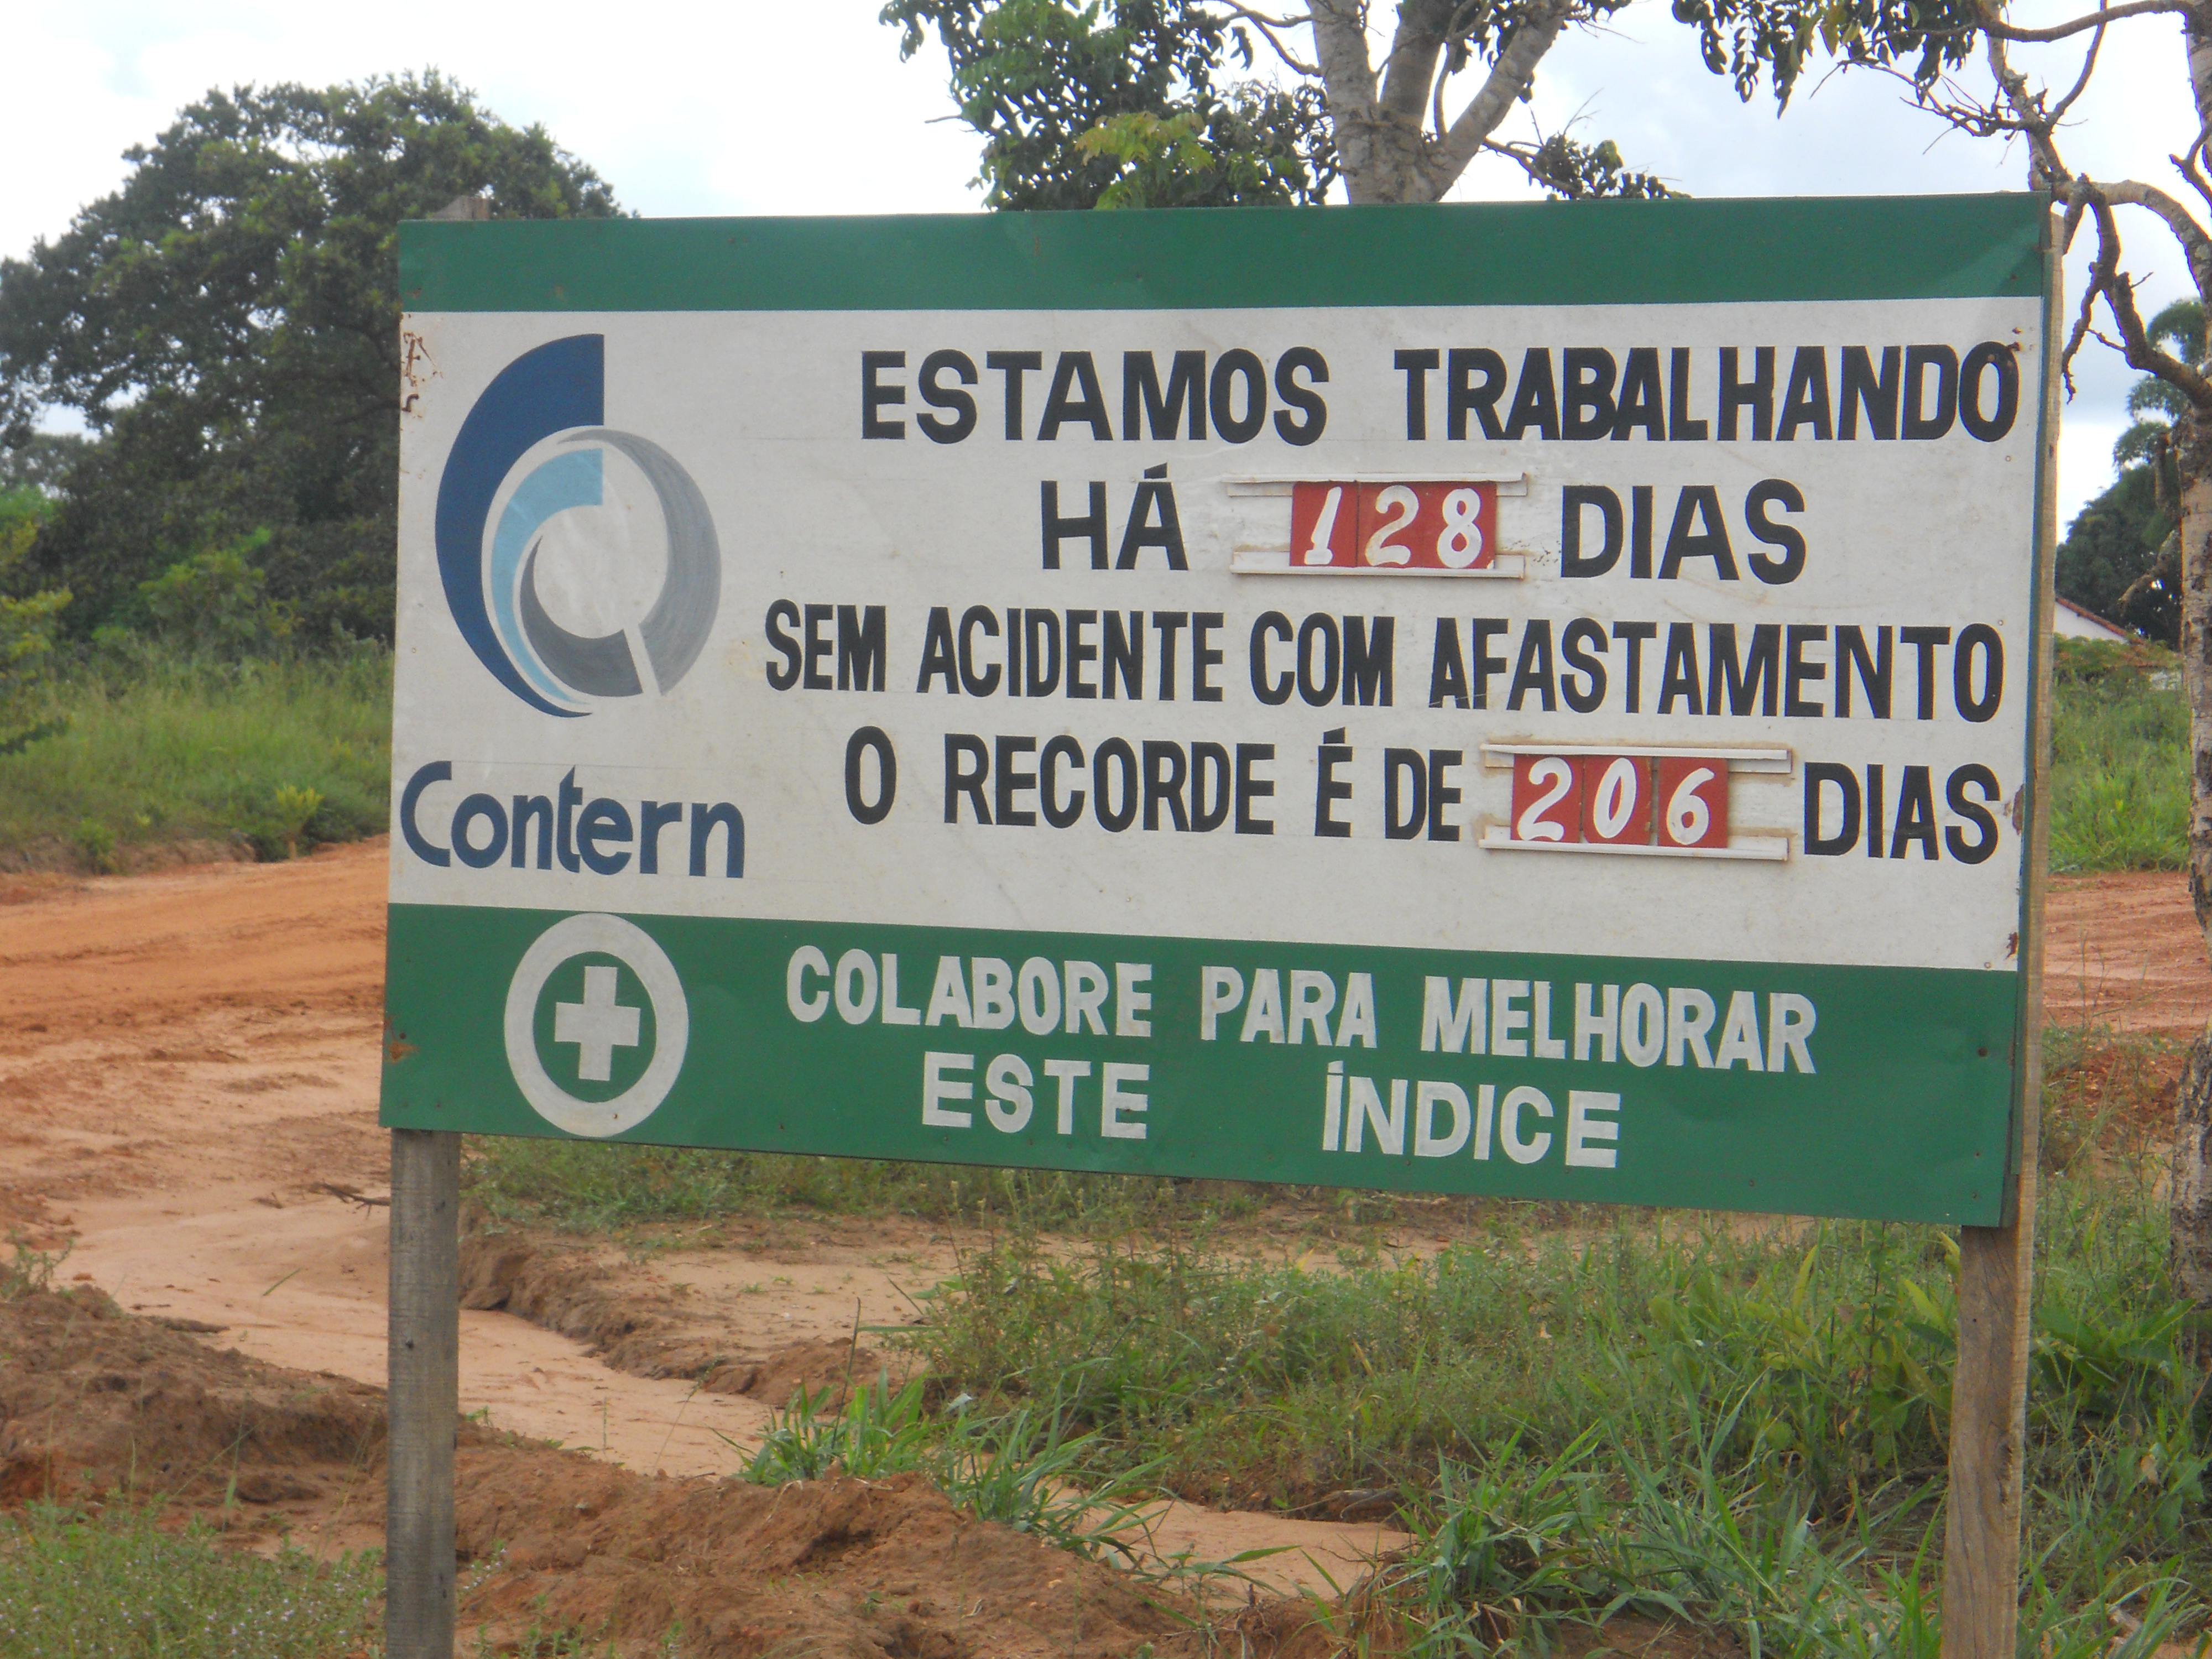 ESTAMOS TRABALHANDO
HÁ 128 DIAS
SEM ACIDENTE COM AFASTAMENTO
O RECORDE É DE 206 DIAS
Contern
COLABORE PARA MELHORAR
ESTE ÍNDICE